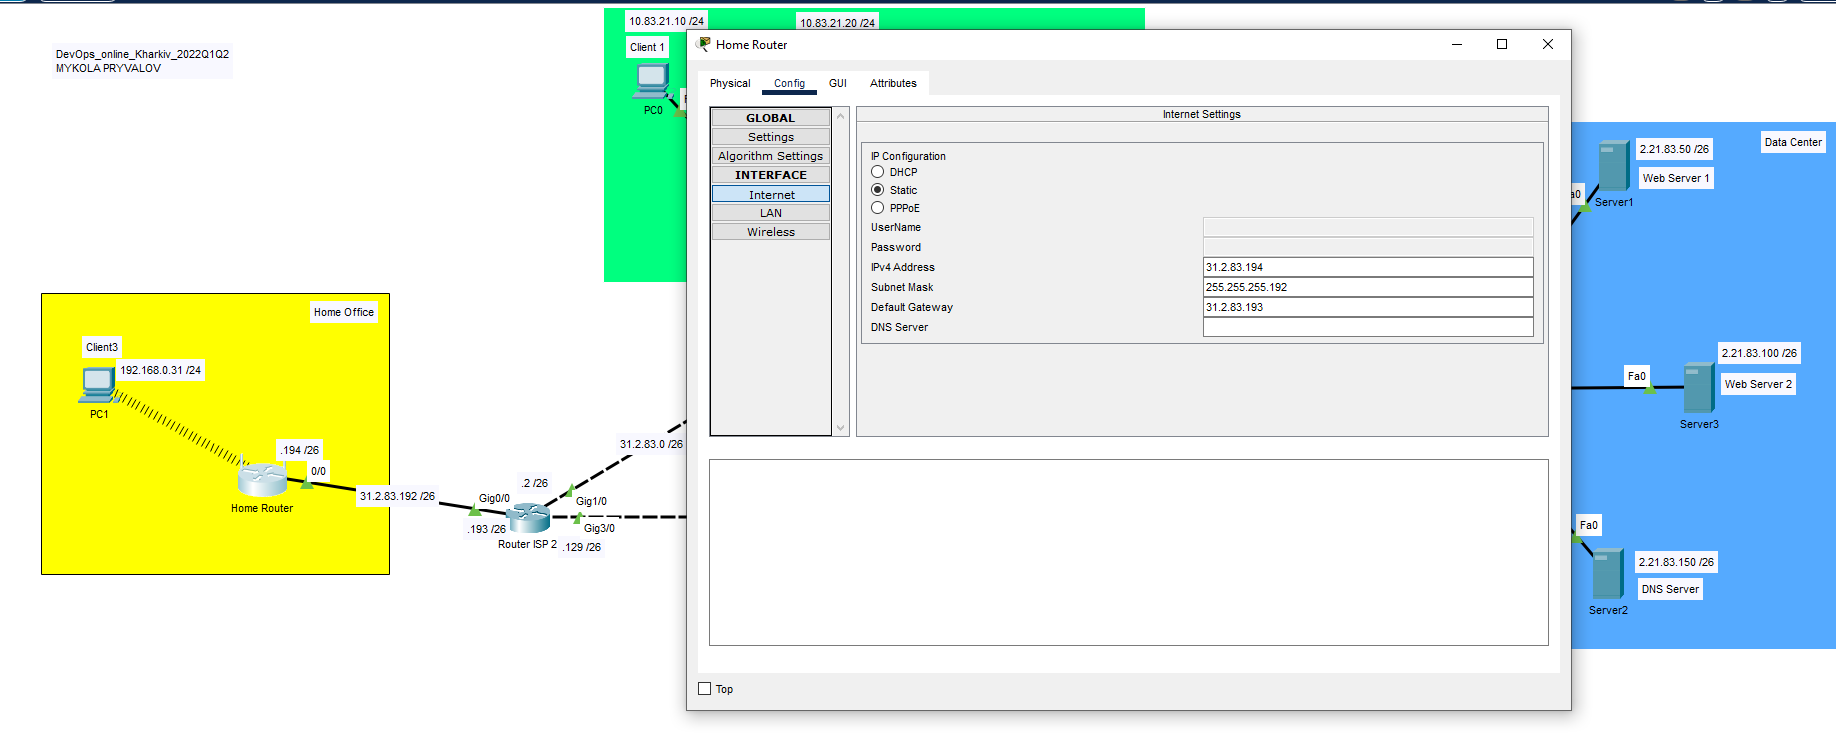 DevOps_online_Kharkiv_2022Q1Q2
MYKOLA PRYVALOV
10.83.21.10 /24
10.83.21.20 /24
Client 1
PC0
Home Router
Physical
Config
GUI
Attributes
GLOBAL
Settings
Algorithm Settings
INTERFACE
Internet
LAN
Wireless
Internet Settings
IP Configuration
DHCP
Static
PPPoE
UserName
Password
IPv4 Address
31.2.83.194
Subnet Mask
255.255.255.192
Default Gateway
31.2.83.193
DNS Server
Top
Data Center
2.21.83.50 /26
Web Server 1
Server1
2.21.83.100 /26
Fa0
Web Server 2
Server3
Fa0
2.21.83.150 /26
DNS Server
Server2
Home Office
Client3
192.168.0.31 /24
PC1
.194 /26
0/0
Home Router
31.2.83.192 /26
31.2.83.0 /26
.2 /26
Gig0/0
Gig1/0
.193 /26
Gig3/0
Router ISP 2
.129 /26